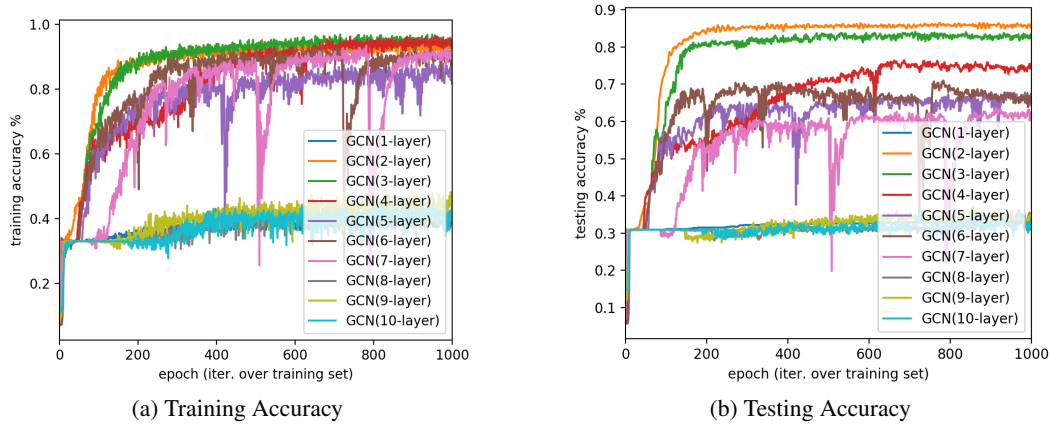 1.0
0.8
0.6
0.4
0.2
training accuracy %
0 200 400 600 800 1000
epoch (iter. over training set)
GCN(1-layer)
GCN(2-layer)
GCN(3-layer)
GCN(4-layer)
GCN(5-layer)
GCN(6-layer)
GCN(7-layer)
GCN(8-layer)
GCN(9-layer)
GCN(10-layer)
(a) Training Accuracy
0.9
0.8
0.7
0.6
0.5
0.4
0.3
0.2
0.1
testing accuracy %
0 200 400 600 800 1000
epoch (iter. over training set)
GCN(1-layer)
GCN(2-layer)
GCN(3-layer)
GCN(4-layer)
GCN(5-layer)
GCN(6-layer)
GCN(7-layer)
GCN(8-layer)
GCN(9-layer)
GCN(10-layer)
(b) Testing Accuracy